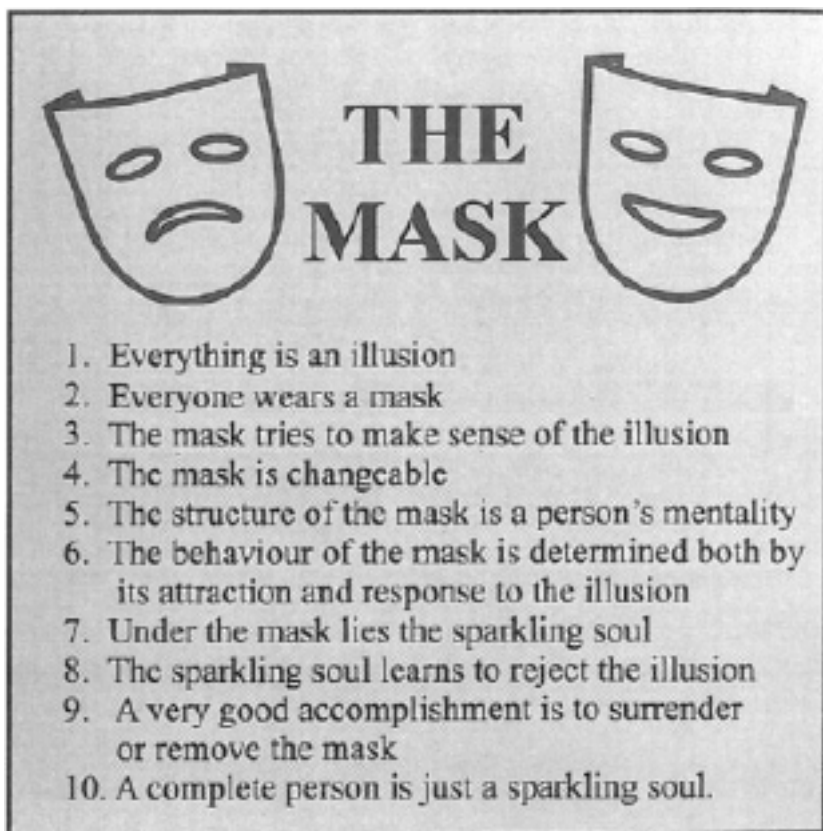 THE
MASK
1. Everything is an illusion
2. Everyone wears a mask
3. The mask tries to make sense of the illusion
4. The mask is changeable
5. The structure of the mask is a person's mentality
6. The behaviour of the mask is determined both by
its attraction and response to the illusion
7. Under the mask lies the sparkling soul
8. The sparkling soul learns to reject the illusion
9. A very good accomplishment is to surrender
or remove the mask
10. A complete person is just a sparkling soul.